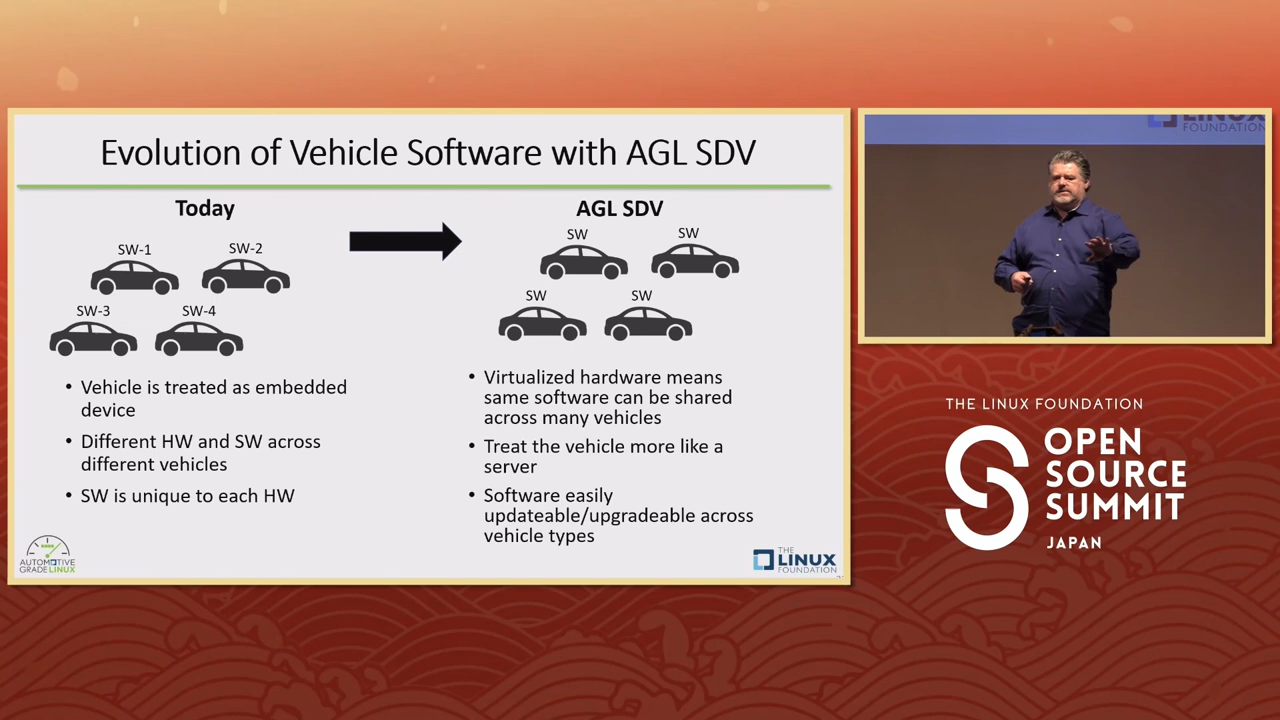 Evolution of Vehicle Software with AGL SDV
Today
SW-1
SW-2
SW-3
SW-4
• Vehicle is treated as embedded
device
• Different HW and SW across
different vehicles
• SW is unique to each HW
AGL SDV
SW
SW
SW
SW
• Virtualized hardware means
same software can be shared
across many vehicles
• Treat the vehicle more like a
server
• Software easily
updateable/upgradeable across
vehicle types
AUTOMOTIVE
GRADELINUX
THE
LINUX
FOUNDATION
LINUX
FOUNDATION
THE LINUX FOUNDATION
OPEN
SOURCE
SUMMIT
JAPAN